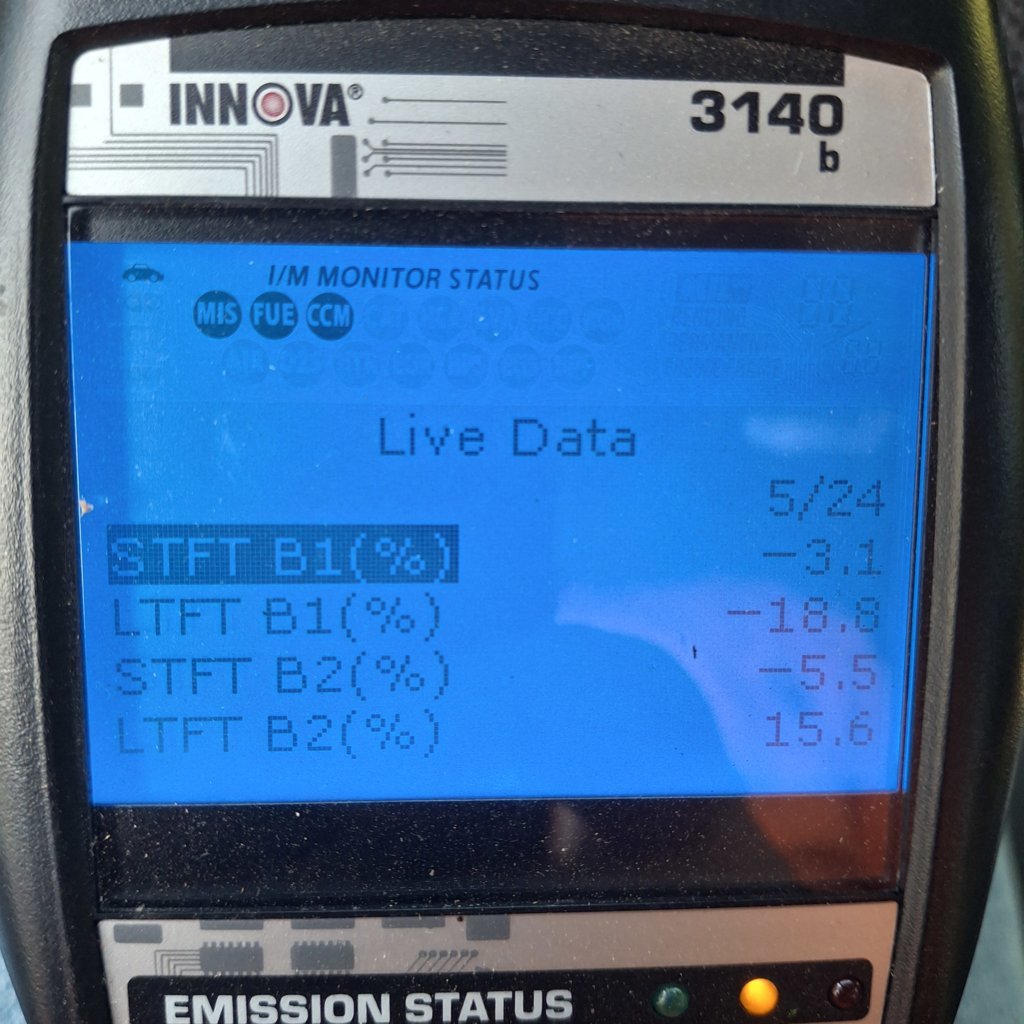 INNOVA®
3140
b
I/M MONITOR STATUS
MIS FUE CCM
Live Data
5/24
STFT B1(%) -3.1
LTFT B1(%) -18.8
STFT B2(%) -5.5
LTFT B2(%) 15.6
EMISSION STATUS